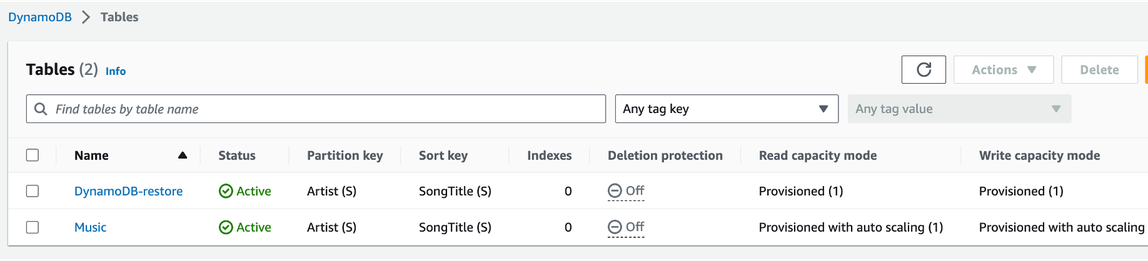 DynamoDB > Tables
Tables (2) Info
Actions Delete
Find tables by table name Any tag key Any tag value
Name Status Partition key Sort key Indexes Deletion protection Read capacity mode Write capacity mode
DynamoDB-restore Active Artist (S) SongTitle (S) 0 Off Provisioned (1) Provisioned (1)
Music Active Artist (S) SongTitle (S) 0 Off Provisioned with auto scaling (1) Provisioned with auto scaling